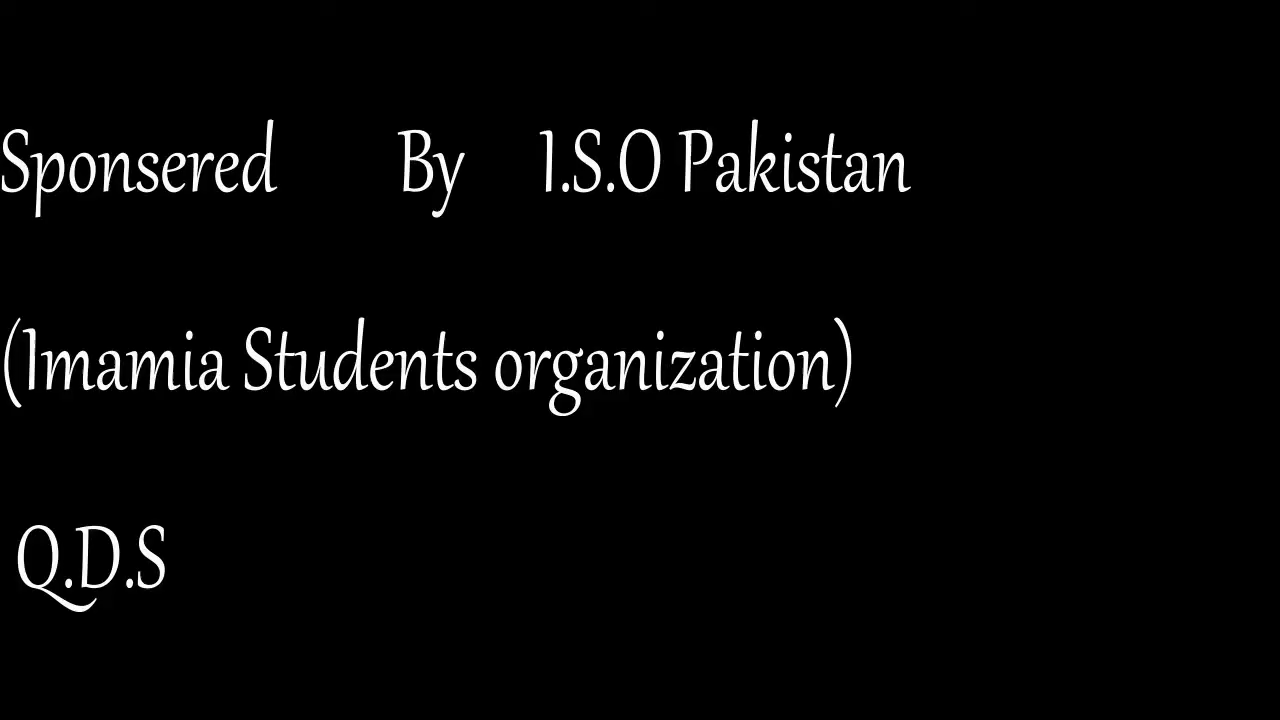 Sponsered By I.S.O Pakistan
(Imamia Students organization)
Q.D.S